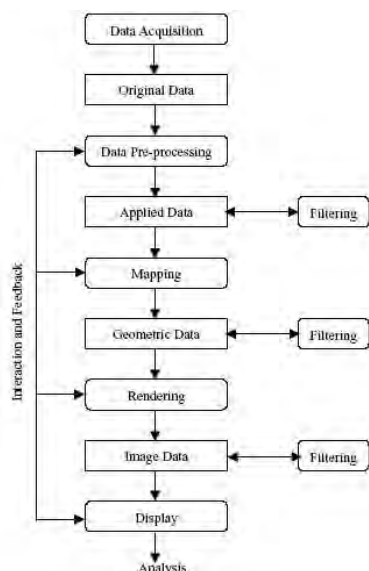 Data Acquisition
Original Data
Data Pre-processing
Applied Data
Filtering
Mapping
Geometric Data
Filtering
Rendering
Image Data
Filtering
Display
Analysis
Interaction and Feedback